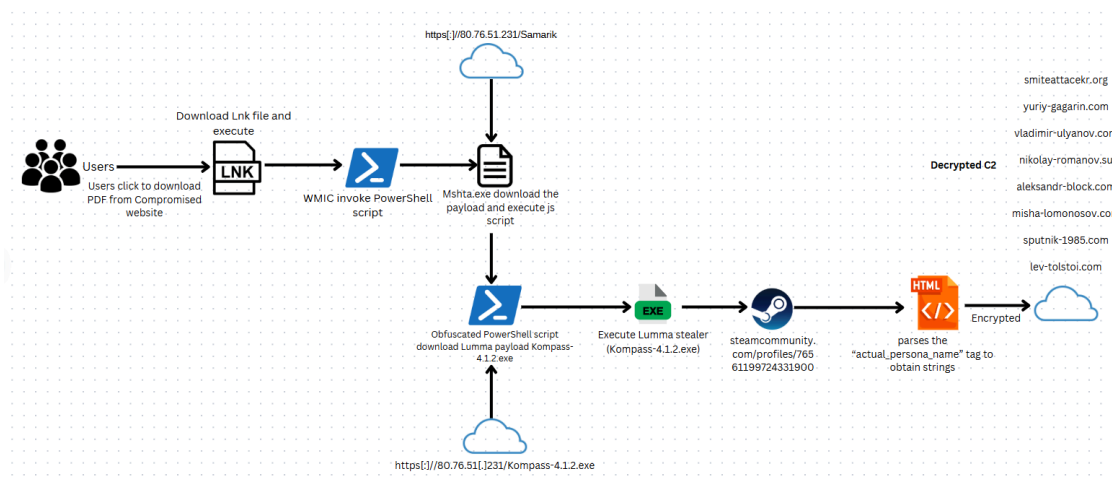 https[:]//80.76.51.231/Samarik
Download Lnk file and
execute
LNK
Users
Users click to download
PDF from Compromised
website
WMIC invoke PowerShell
script
Mshta.exe download the
payload and execute js
script
Decrypted C2
smiteattacekr.org
yuriy-gagarin.com
vladimir-ulyanov.com
nikolay-romanov.su
aleksandr-block.com
misha-lomonosov.com
sputnik-1985.com
lev-tolstoi.com
Obfuscated PowerShell script
download Lumma payload Kompass-
4.1.2.exe
EXE
Execute Lumma stealer
(Kompass-4.1.2.exe)
steamcommunity.
com/profiles/765
61199724331900
HTML
</>
parses the
“actual_persona_name” tag to
obtain strings
Encrypted
https[:]//80.76.51[.]231/Kompass-4.1.2.exe